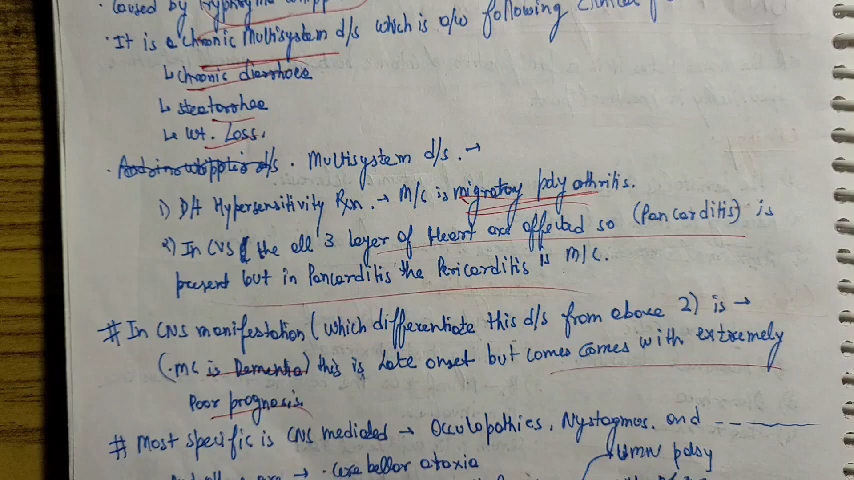 · Caused by
· It is a chronic Multisystem d/s which is a/w following clinical
↳ chronic diarrhoea
↳ steatorrhoea
↳ Wt. Loss.
· Multisystem d/s. →
1) D/t Hypersensitivity Rxn. → M/C is migratory poly arthritis.
2) In CVS the all 3 layer of Heart are affected so (Pancarditis) is
present but in Pancarditis the Pericarditis is M/C.
# In CNS manifestation (which differentiate this d/s from above 2) is →
(·MC is Dementia) this is Late onset but comes comes with extremely
Poor prognosis
# Most specific is CNS mediated → Occulopathies, Nystagmus, and -----
→ · cerebellar ataxia
UMN palsy